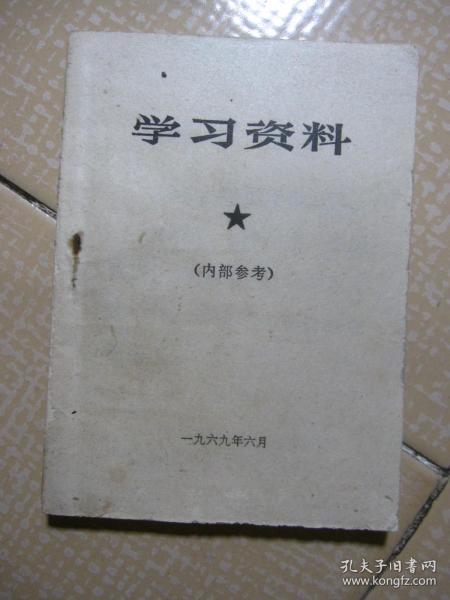 学习资料
★
（内部参考）
一九六九年六月
孔夫子旧书网
www.kongfz.com